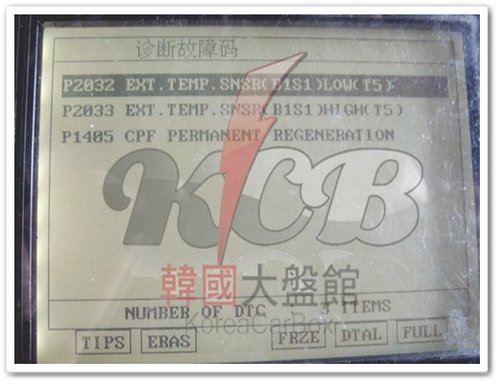 诊断故障码
P2032 EXT.TEMP.SNSR(B1S1)LOW(T5)
P2033 EXT.TEMP.SNSR(B1S1)HIGH(T5)
P1405 CPF PERMANENT REGENERATION
KCB
韓國大盤館
NUMBER OF DTC 3 ITEMS
KoreaCarBox
TIPS ERAS FRZE DTAL FULL